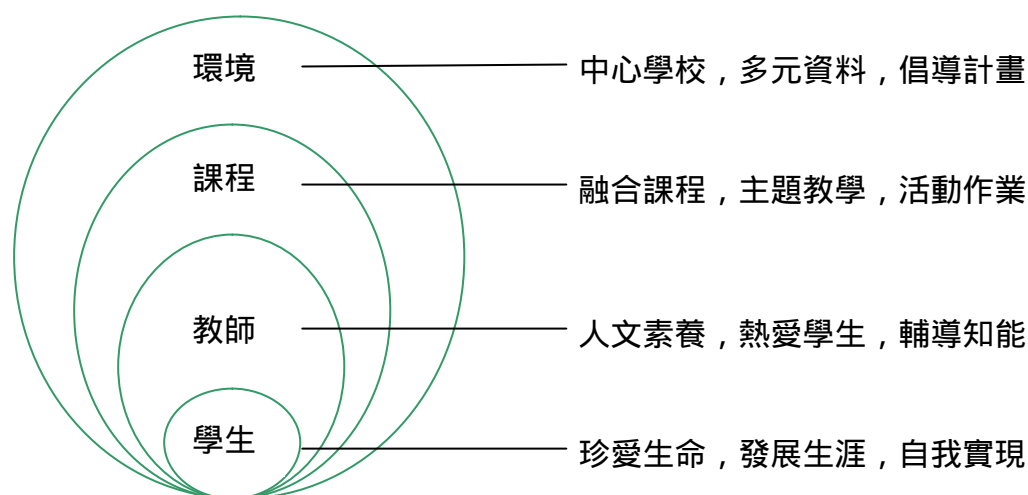 環境 中心學校，多元資料，倡導計畫
課程 融合課程，主題教學，活動作業
教師 人文素養，熱愛學生，輔導知能
學生 珍愛生命，發展生涯，自我實現